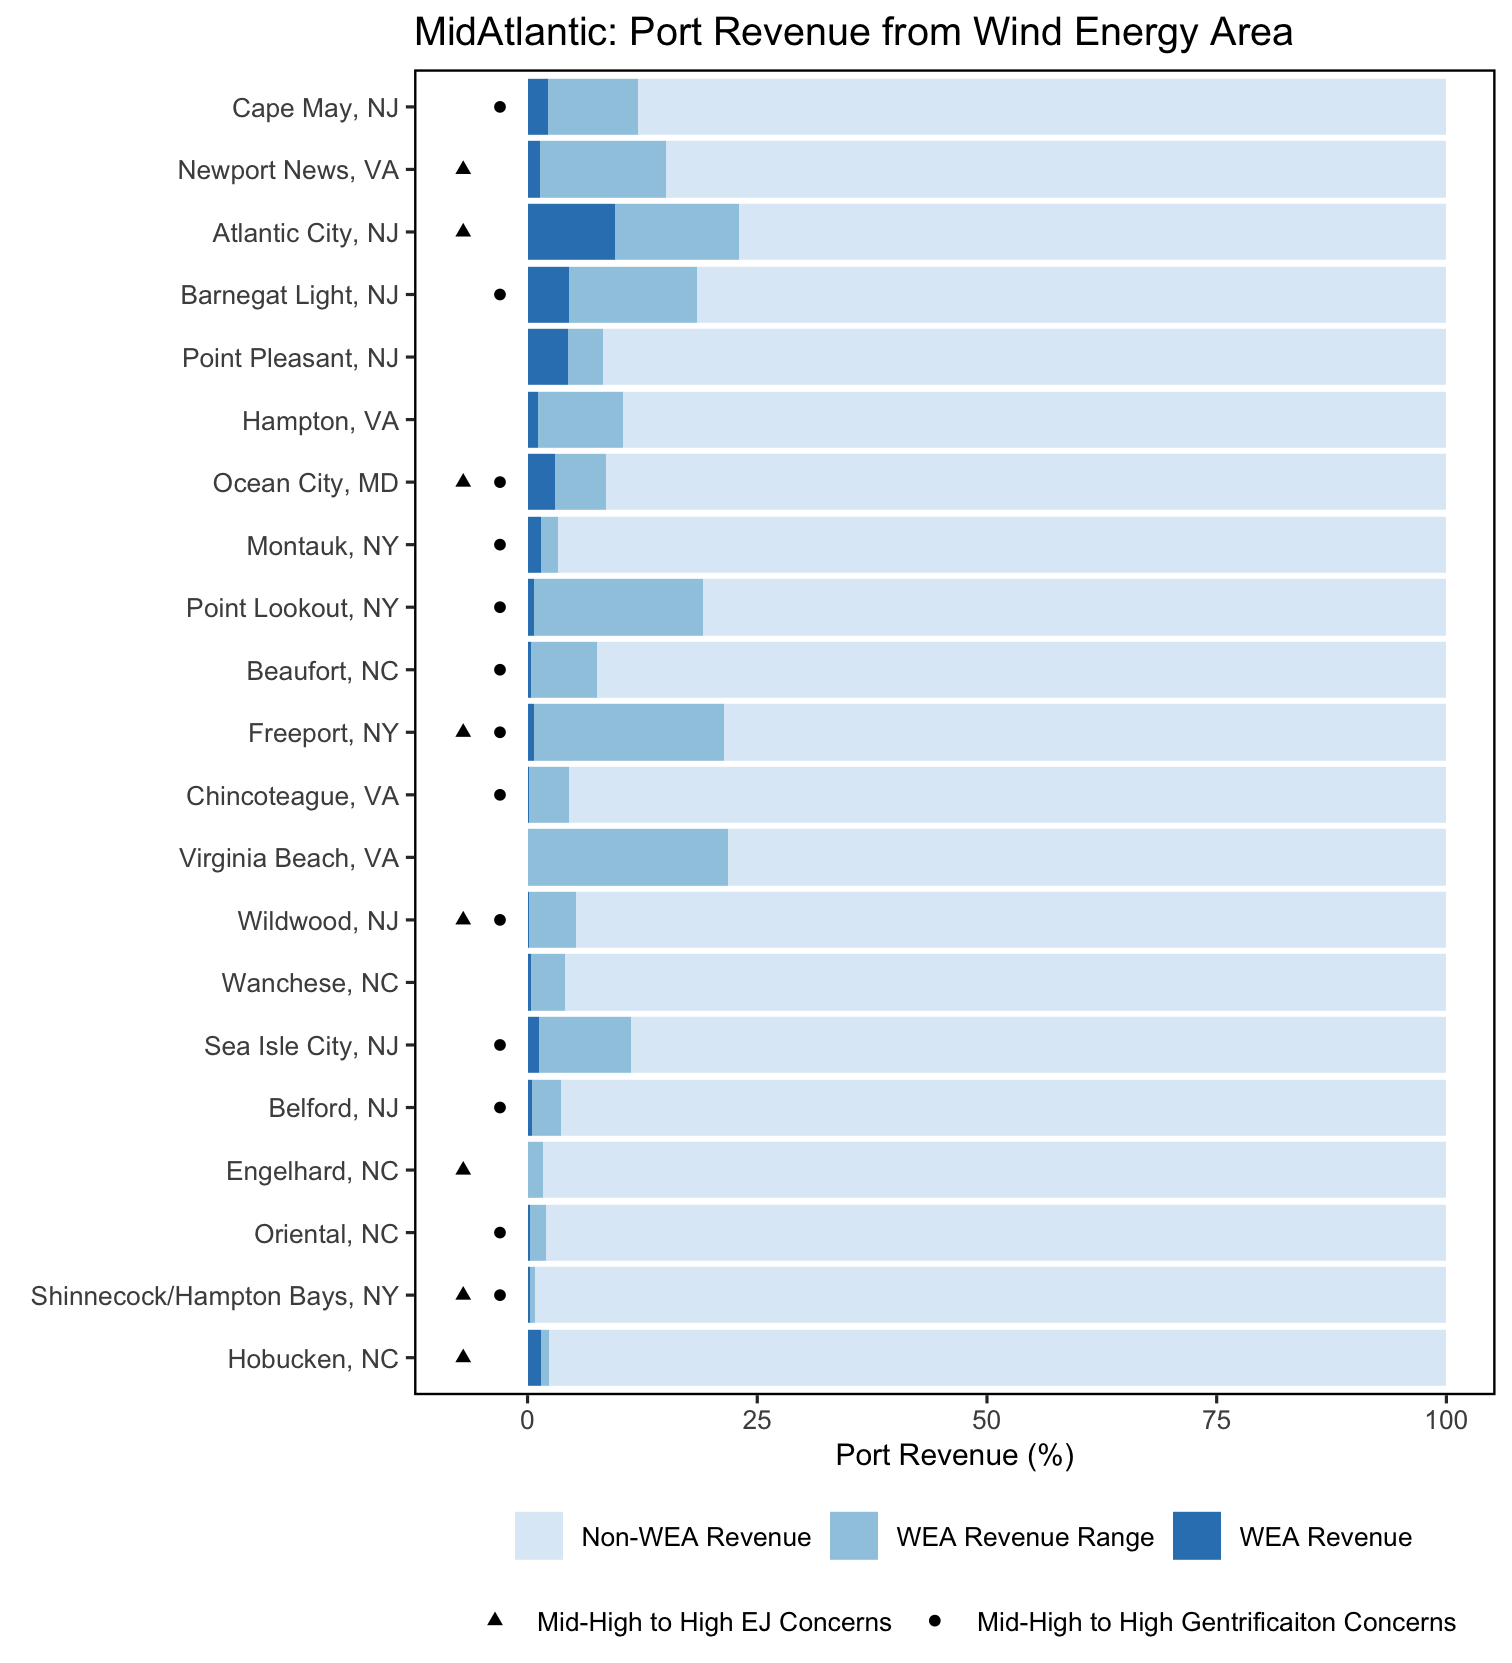 MidAtlantic: Port Revenue from Wind Energy Area
Cape May, NJ
Newport News, VA
Atlantic City, NJ
Barnegat Light, NJ
Point Pleasant, NJ
Hampton, VA
Ocean City, MD
Montauk, NY
Point Lookout, NY
Beaufort, NC
Freeport, NY
Chincoteague, VA
Virginia Beach, VA
Wildwood, NJ
Wanchese, NC
Sea Isle City, NJ
Belford, NJ
Engelhard, NC
Oriental, NC
Shinnecock/Hampton Bays, NY
Hobucken, NC
0 25 50 75 100
Port Revenue (%)
Non-WEA Revenue WEA Revenue Range WEA Revenue
Mid-High to High EJ Concerns Mid-High to High Gentrificaiton Concerns